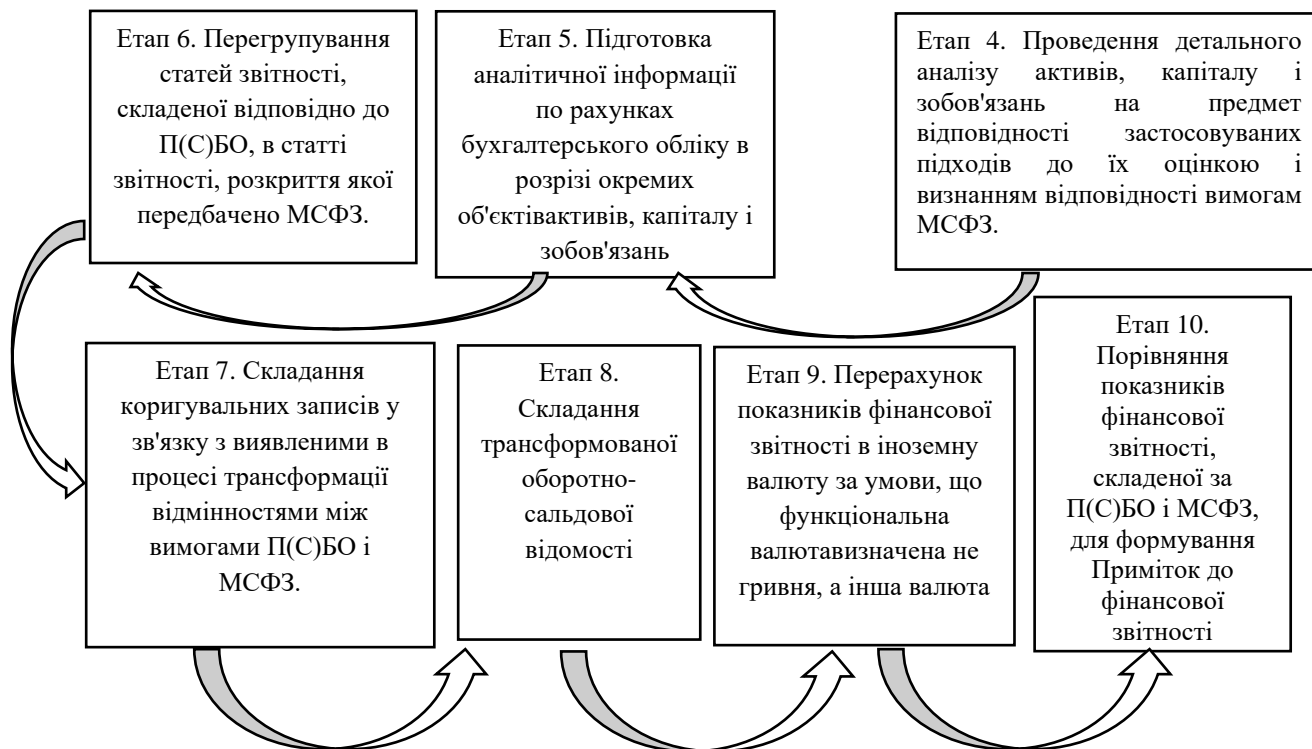 Етап 6. Перегрупування
статей звітності,
складеної відповідно до
П(С)БО, в статті
звітності, розкриття якої
передбачено МСФЗ.
Етап 5. Підготовка
аналітичної інформації
по рахунках
бухгалтерського обліку в
розрізі окремих
об'єктівактивів, капіталу і
зобов'язань
Етап 4. Проведення детального
аналізу активів, капіталу і
зобов'язань на предмет
відповідності застосовуваних
підходів до їх оцінкою і
визнанням відповідності вимогам
МСФЗ.
Етап 7. Складання
коригувальних записів у
зв'язку з виявленими в
процесі трансформації
відмінностями між
вимогами П(С)БО і
МСФЗ.
Етап 8.
Складання
трансформованої
оборотно-
сальдової
відомості
Етап 9. Перерахунок
показників фінансової
звітності в іноземну
валюту за умови, що
функціональна
валютавизначена не
гривня, а інша валюта
Етап 10.
Порівняння
показників
фінансової
звітності,
складеної за
П(С)БО і МСФЗ,
для формування
Приміток до
фінансової
звітності